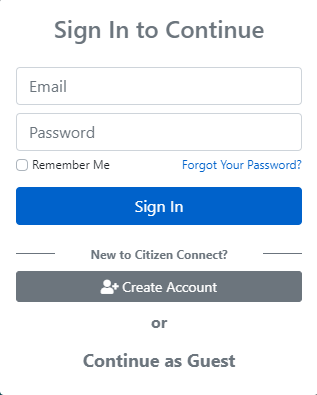 Sign In to Continue
Email
Password
Remember Me Forgot Your Password?
Sign In
New to Citizen Connect?
Create Account
or
Continue as Guest